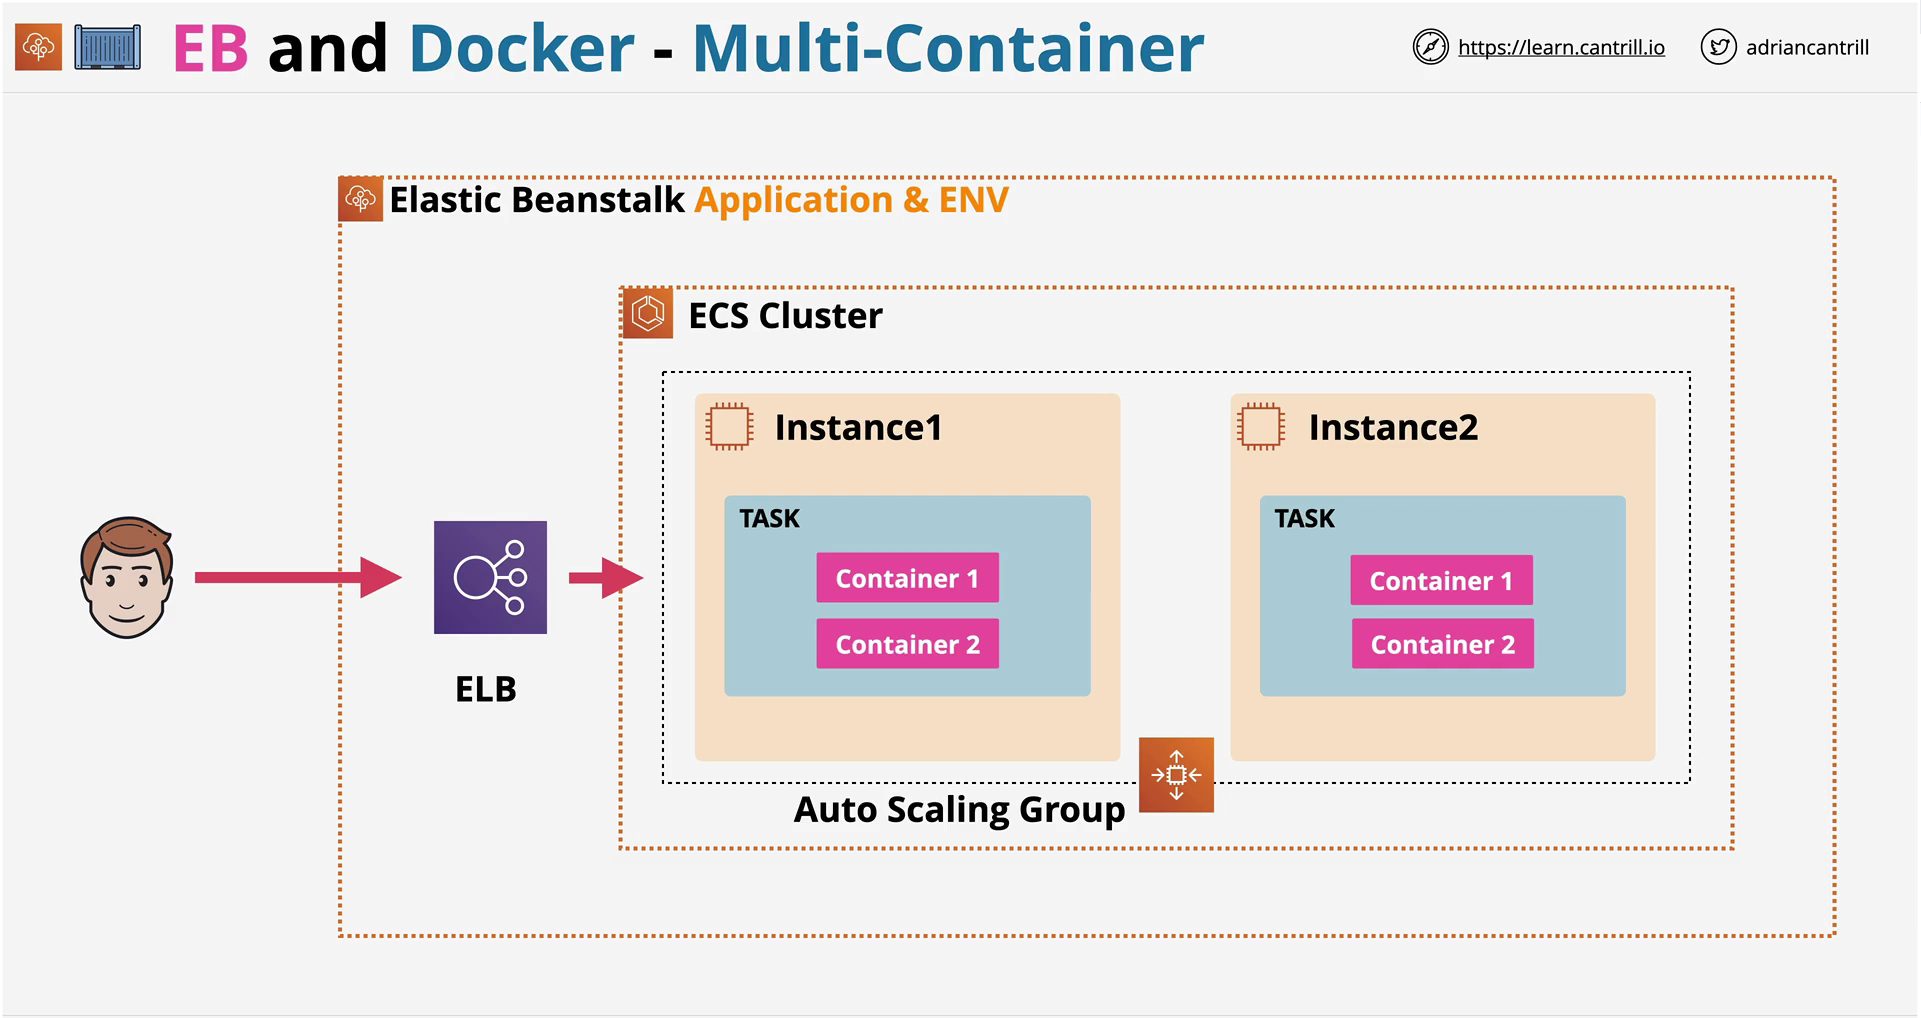 EB and Docker - Multi-Container
https://learn.cantrill.io
adriancantrill
Elastic Beanstalk Application & ENV
ECS Cluster
Instance1
Instance2
TASK
TASK
Container 1
Container 1
Container 2
Container 2
ELB
Auto Scaling Group